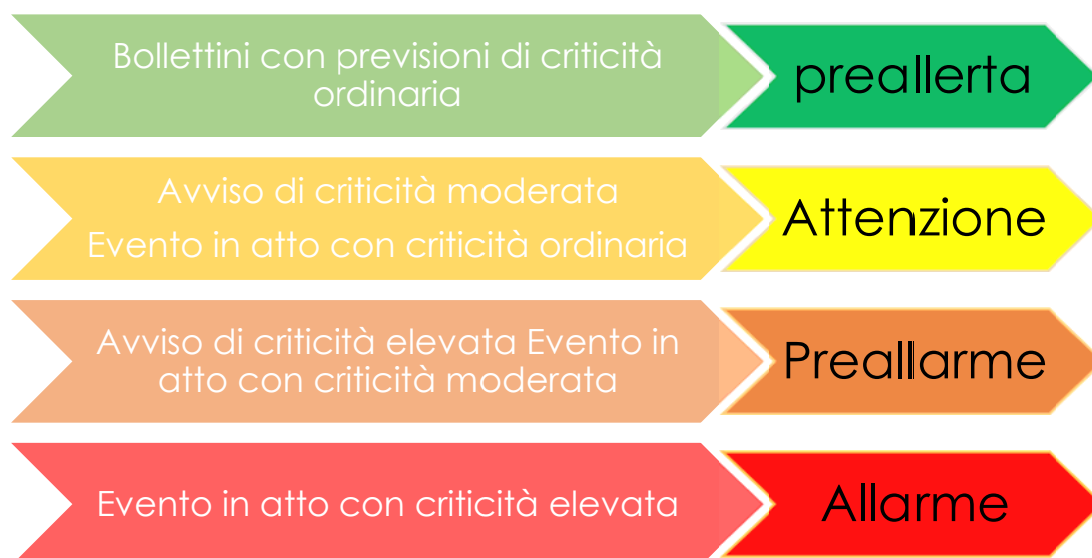 Bollettini con previsioni di criticità
ordinaria
preallerta
Avviso di criticità moderata
Evento in atto con criticità ordinaria
Attenzione
Avviso di criticità elevata Evento in
atto con criticità moderata
Preallarme
Evento in atto con criticità elevata
Allarme